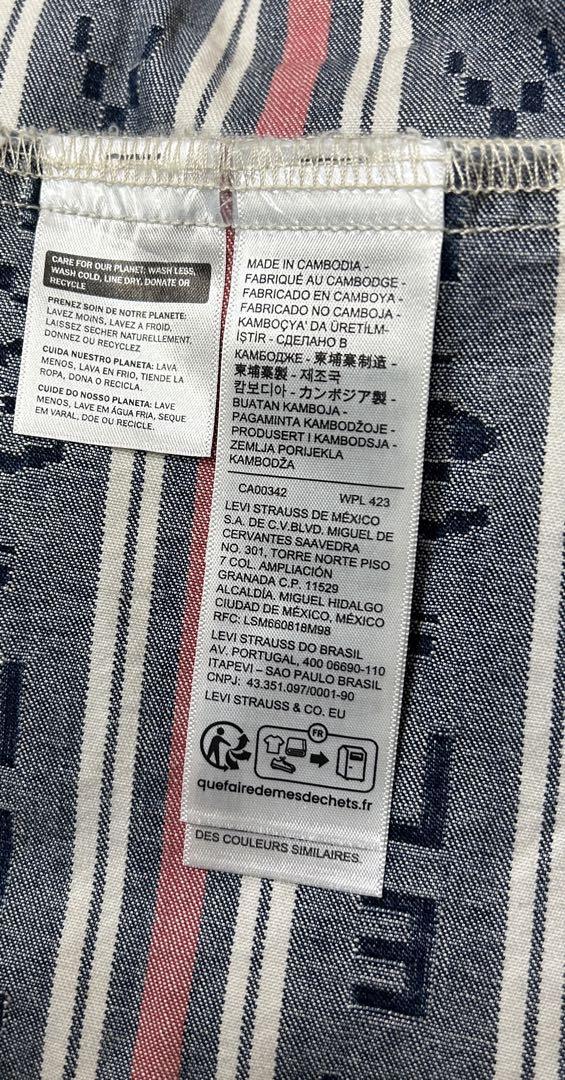 CARE FOR OUR PLANET: WASH LESS,
WASH COLD, LINE DRY, DONATE OR
RECYCLE
PRENEZ SOIN DE NOTRE PLANETE:
LAVEZ MOINS, LAVEZ A FROID,
LAISSEZ SECHER NATURELLEMENT,
DONNEZ OU RECYCLEZ
CUIDA NUESTRO PLANETA: LAVA
MENOS, LAVA EN FRIO, TIENDE LA
ROPA, DONA O RECICLA.
CUIDE DO NOSSO PLANETA: LAVE
MENOS, LAVE EM ÁGUA FRIA, SEQUE
EM VARAL, DOE OU RECICLE.
MADE IN CAMBODIA -
FABRIQUÉ AU CAMBODGE -
FABRICADO EN CAMBOYA -
FABRICADO NO CAMBOJA -
KAMBOÇYA' DA ÜRETİLM-
İŞTİR - СДЕЛАНО В
КАМБОДЖЕ - 柬埔寨制造 -
柬埔寨製 - 제조국
캄보디아 - カンボジア製 -
BUATAN KAMBOJA -
PAGAMINTA KAMBODŽOJE -
PRODUSERT I KAMBODSJA -
ZEMLJA PORIJEKLA
KAMBODŽA
CA00342 WPL 423
LEVI STRAUSS DE MÉXICO
S.A. DE C.V.BLVD. MIGUEL DE
CERVANTES SAAVEDRA
NO. 301, TORRE NORTE PISO
7 COL. AMPLIACIÓN
GRANADA C.P. 11529
ALCALDÍA. MIGUEL HIDALGO
CIUDAD DE MÉXICO, MÉXICO
RFC: LSM660818M98
LEVI STRAUSS DO BRASIL
AV. PORTUGAL, 400 06690-110
ITAPEVI – SAO PAULO BRASIL
CNPJ: 43.351.097/0001-90
LEVI STRAUSS & CO. EU
FR
quefairedemesdechets.fr
DES COULEURS SIMILAIRES.